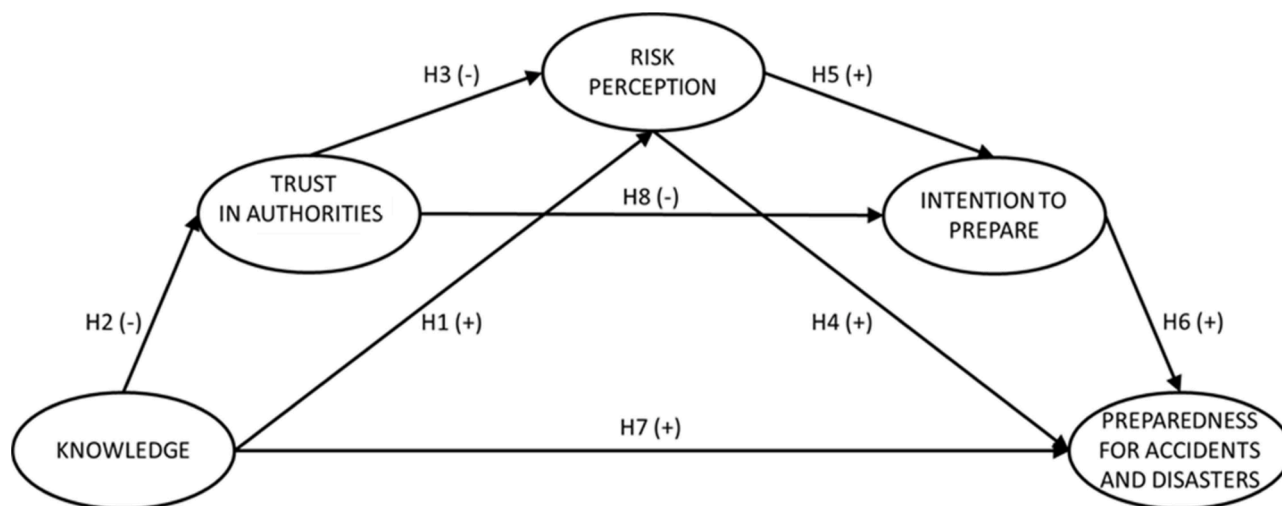 RISK
PERCEPTION
H3 (-)
H5 (+)
TRUST
IN AUTHORITIES
H8 (-)
INTENTION TO
PREPARE
H2 (-)
H1 (+)
H4 (+)
H6 (+)
KNOWLEDGE
H7 (+)
PREPAREDNESS
FOR ACCIDENTS
AND DISASTERS